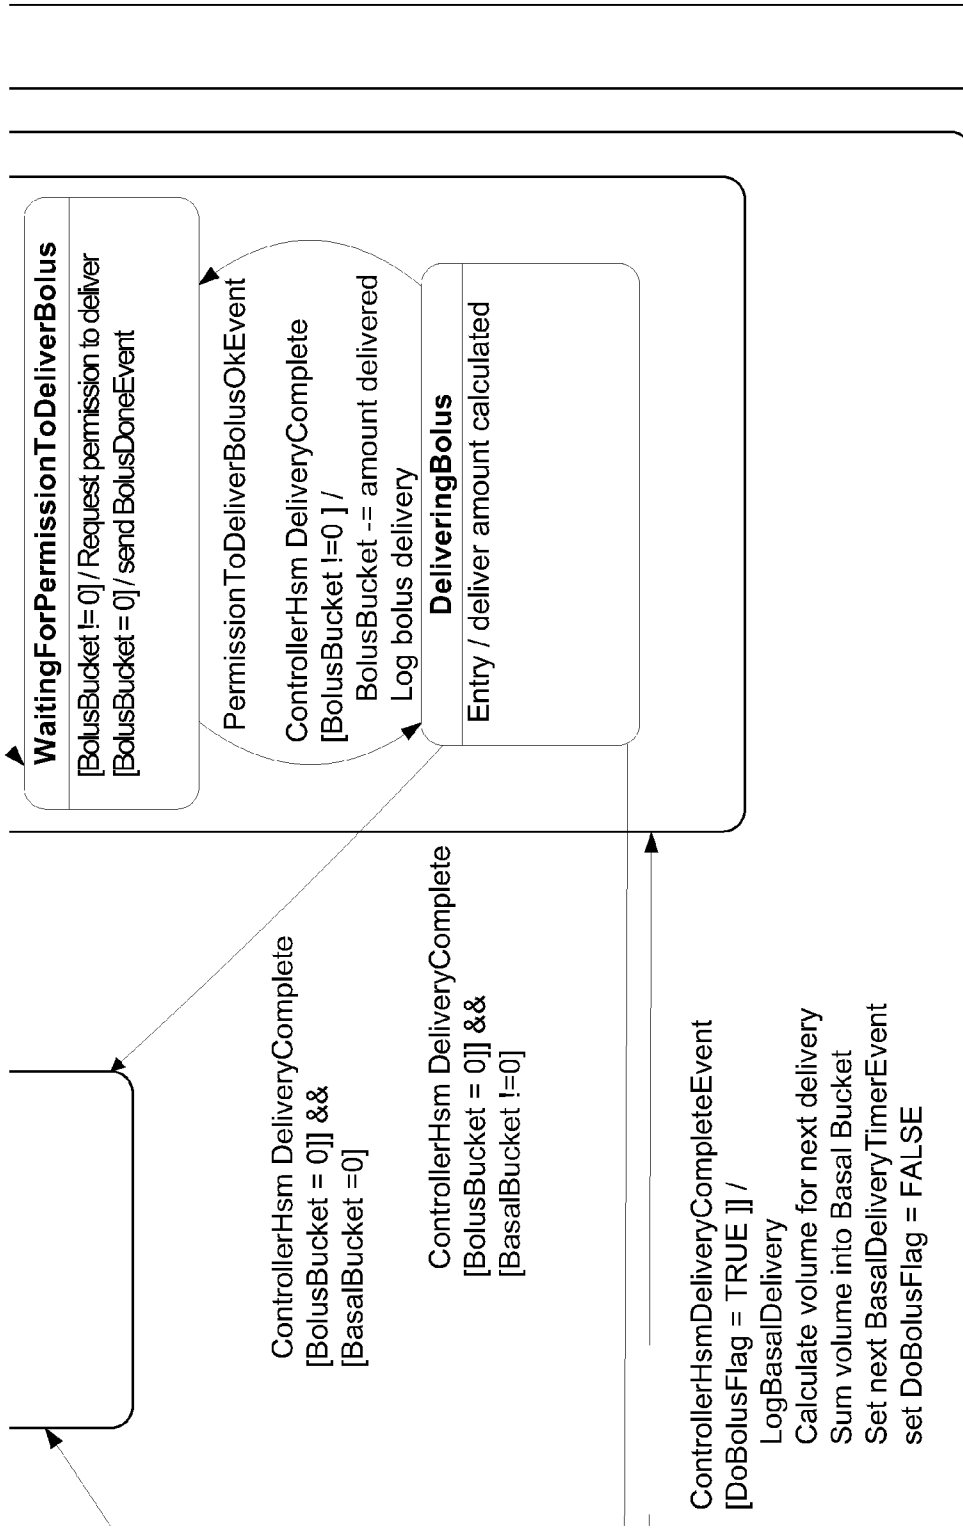 WaitingForPermissionToDeliverBolus
[BolusBucket != 0] / Request permission to deliver
[BolusBucket = 0] / send BolusDoneEvent
PermissionToDeliverBolusOkEvent
ControllerHsm DeliveryComplete
[BolusBucket !=0 ] /
BolusBucket -= amount delivered
Log bolus delivery
DeliveringBolus
Entry / deliver amount calculated
ControllerHsm DeliveryComplete
[BolusBucket = 0]] &&
[BasalBucket =0]
ControllerHsm DeliveryComplete
[BolusBucket = 0]] &&
[BasalBucket !=0]
ControllerHsmDeliveryCompleteEvent
[DoBolusFlag = TRUE ]] /
LogBasalDelivery
Calculate volume for next delivery
Sum volume into Basal Bucket
Set next BasalDeliveryTimerEvent
set DoBolusFlag = FALSE